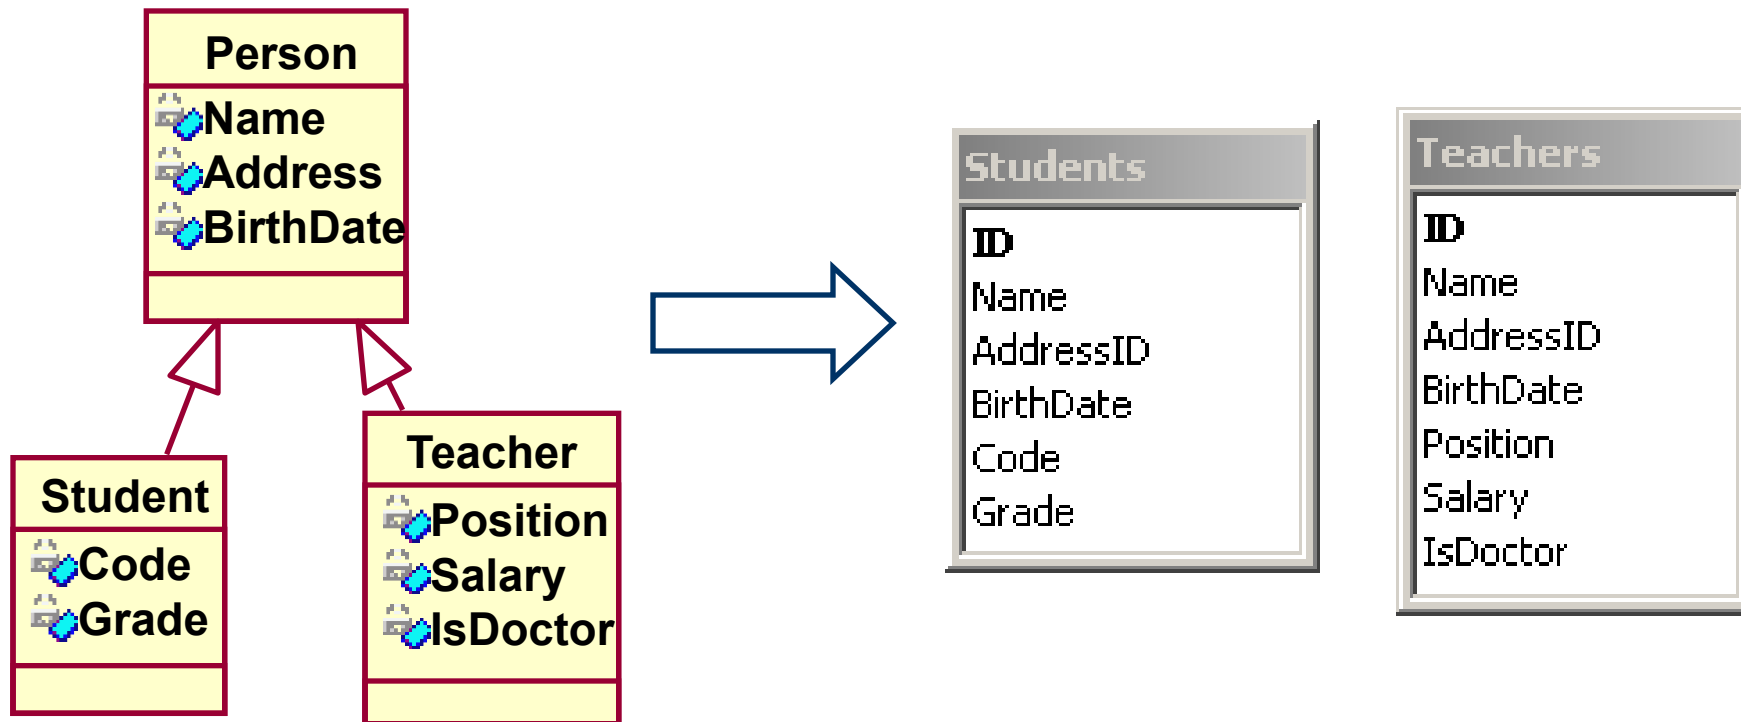 Person
Name
Address
BirthDate
Student
Code
Grade
Teacher
Position
Salary
IsDoctor
Students
ID
Name
AddressID
BirthDate
Code
Grade
Teachers
ID
Name
AddressID
BirthDate
Position
Salary
IsDoctor